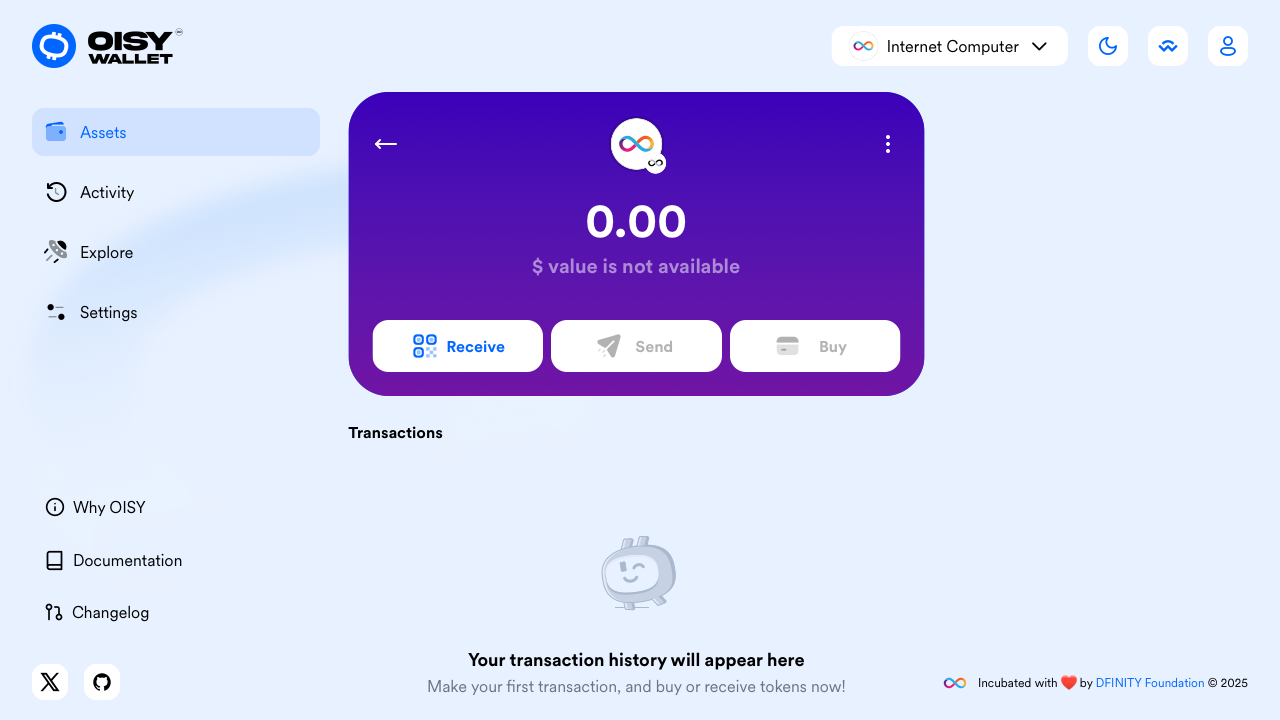 OISY
WALLET
Internet Computer
Assets
Activity
Explore
Settings
0.00
$ value is not available
Receive
Send
Buy
Transactions
Why OISY
Documentation
Changelog
Your transaction history will appear here
Make your first transaction, and buy or receive tokens now!
Incubated with ❤️ by DFINITY Foundation © 2025